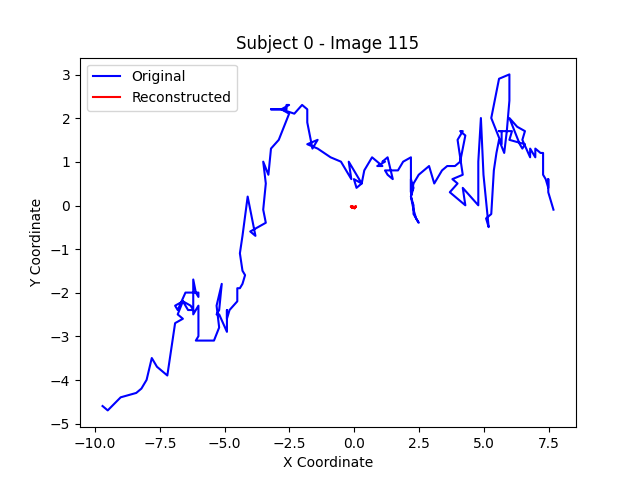 Subject 0 - Image 115
Original
Reconstructed
Y Coordinate
3
2
1
0
−1
−2
−3
−4
−5
−10.0 −7.5 −5.0 −2.5 0.0 2.5 5.0 7.5
X Coordinate